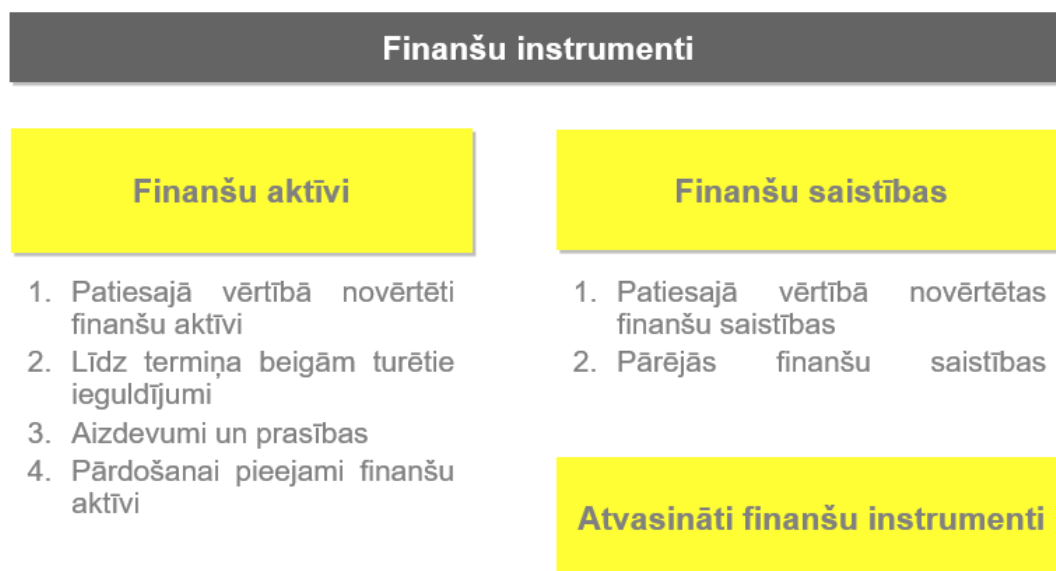 Finanšu instrumenti
Finanšu aktīvi
1. Patiesajā vērtībā novērtēti
finanšu aktīvi
2. Līdz termiņa beigām turētie
ieguldījumi
3. Aizdevumi un prasības
4. Pārdošanai pieejami finanšu
aktīvi
Finanšu saistības
1. Patiesajā vērtībā novērtētas
finanšu saistības
2. Pārējās finanšu saistības
Atvasināti finanšu instrumenti